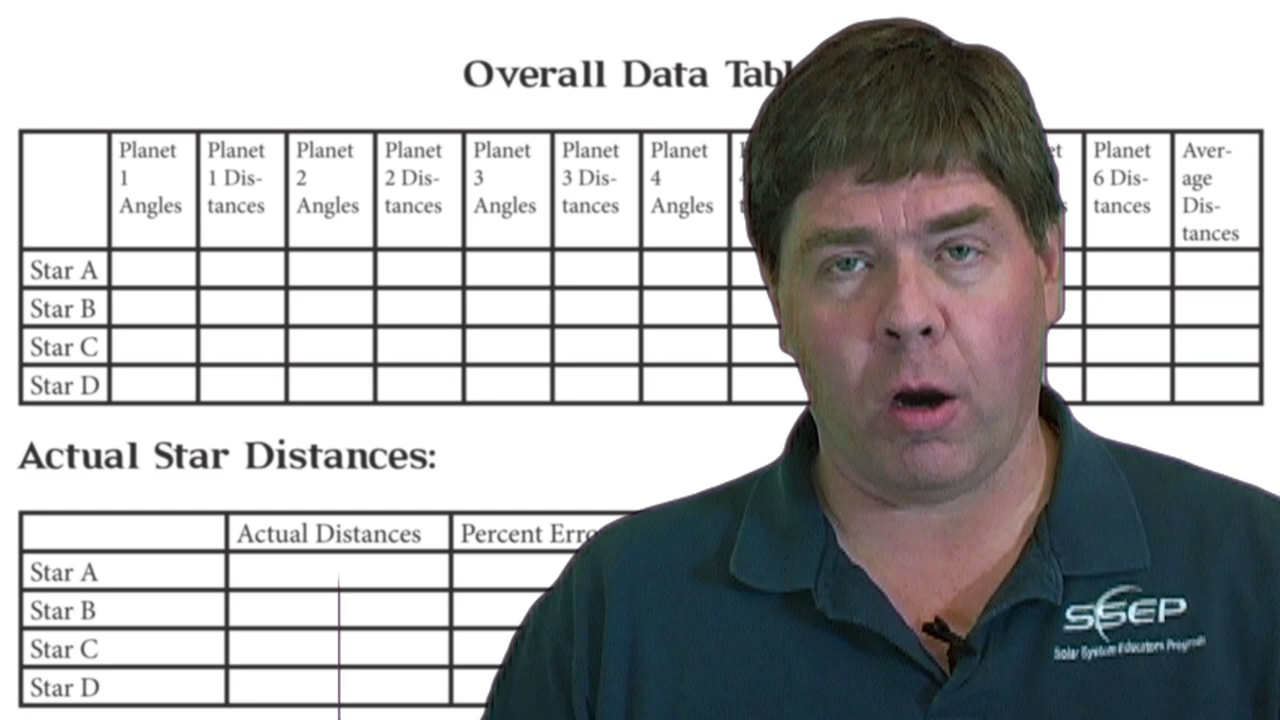 Overall Data
Planet 1 Angles
Planet 1 Dis-tances
Planet 2 Angles
Planet 2 Dis-tances
Planet 3 Angles
Planet 3 Dis-tances
Planet 4 Angles
Planet 6 Dis-tances
Aver-age Dis-tances
Star A
Star B
Star C
Star D
Actual Star Distances:
Actual Distances
Percent
Star A
Star B
Star C
Star D
SSEP
Solar System Educators Program